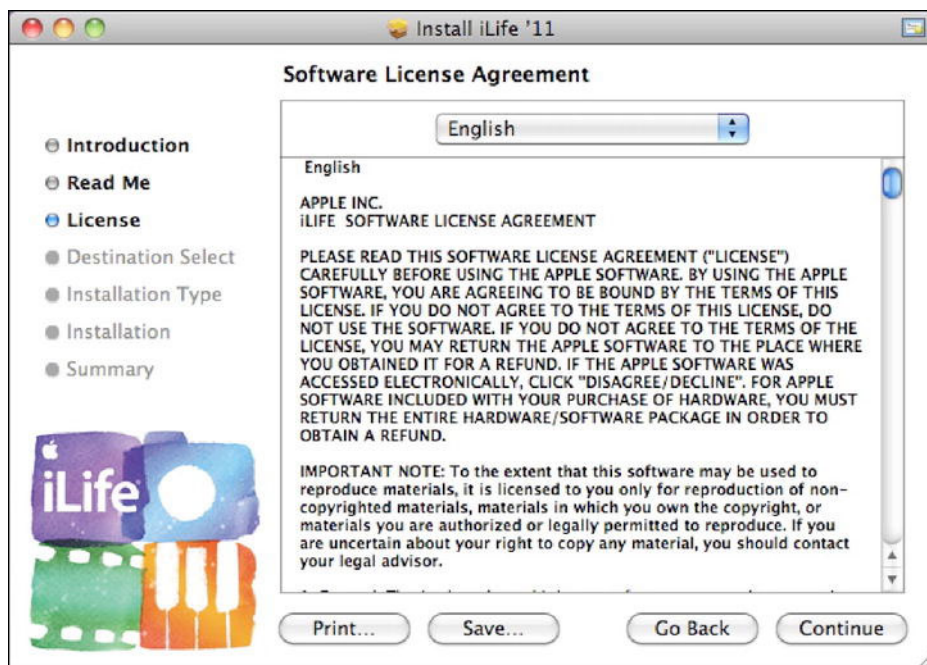 Install iLife '11
Software License Agreement
Introduction
Read Me
License
Destination Select
Installation Type
Installation
Summary
iLife
English
English
APPLE INC.
iLIFE SOFTWARE LICENSE AGREEMENT
PLEASE READ THIS SOFTWARE LICENSE AGREEMENT ("LICENSE")
CAREFULLY BEFORE USING THE APPLE SOFTWARE. BY USING THE APPLE
SOFTWARE, YOU ARE AGREEING TO BE BOUND BY THE TERMS OF THIS
LICENSE. IF YOU DO NOT AGREE TO THE TERMS OF THIS LICENSE, DO
NOT USE THE SOFTWARE. IF YOU DO NOT AGREE TO THE TERMS OF THE
LICENSE, YOU MAY RETURN THE APPLE SOFTWARE TO THE PLACE WHERE
YOU OBTAINED IT FOR A REFUND. IF THE APPLE SOFTWARE WAS
ACCESSED ELECTRONICALLY, CLICK "DISAGREE/DECLINE". FOR APPLE
SOFTWARE INCLUDED WITH YOUR PURCHASE OF HARDWARE, YOU MUST
RETURN THE ENTIRE HARDWARE/SOFTWARE PACKAGE IN ORDER TO
OBTAIN A REFUND.
IMPORTANT NOTE: To the extent that this software may be used to
reproduce materials, it is licensed to you only for reproduction of non-
copyrighted materials, materials in which you own the copyright, or
materials you are authorized or legally permitted to reproduce. If you
are uncertain about your right to copy any material, you should contact
your legal advisor.
Print...
Save...
Go Back
Continue